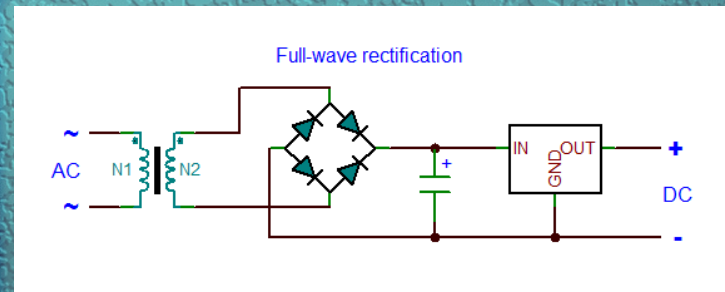 Full-wave rectification
~
AC
~
N1
N2
+
IN
OUT
GND
+
DC
-